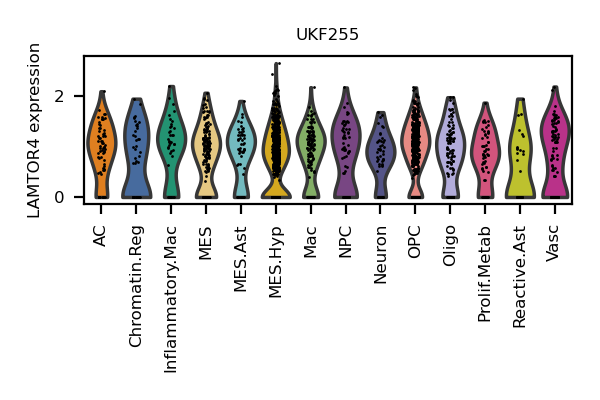 UKF255
LAMTOR4 expression
2
0
AC
Chromatin.Reg
Inflammatory.Mac
MES
MES.Ast
MES.Hyp
Mac
NPC
Neuron
OPC
Oligo
Prolif.Metab
Reactive.Ast
Vasc